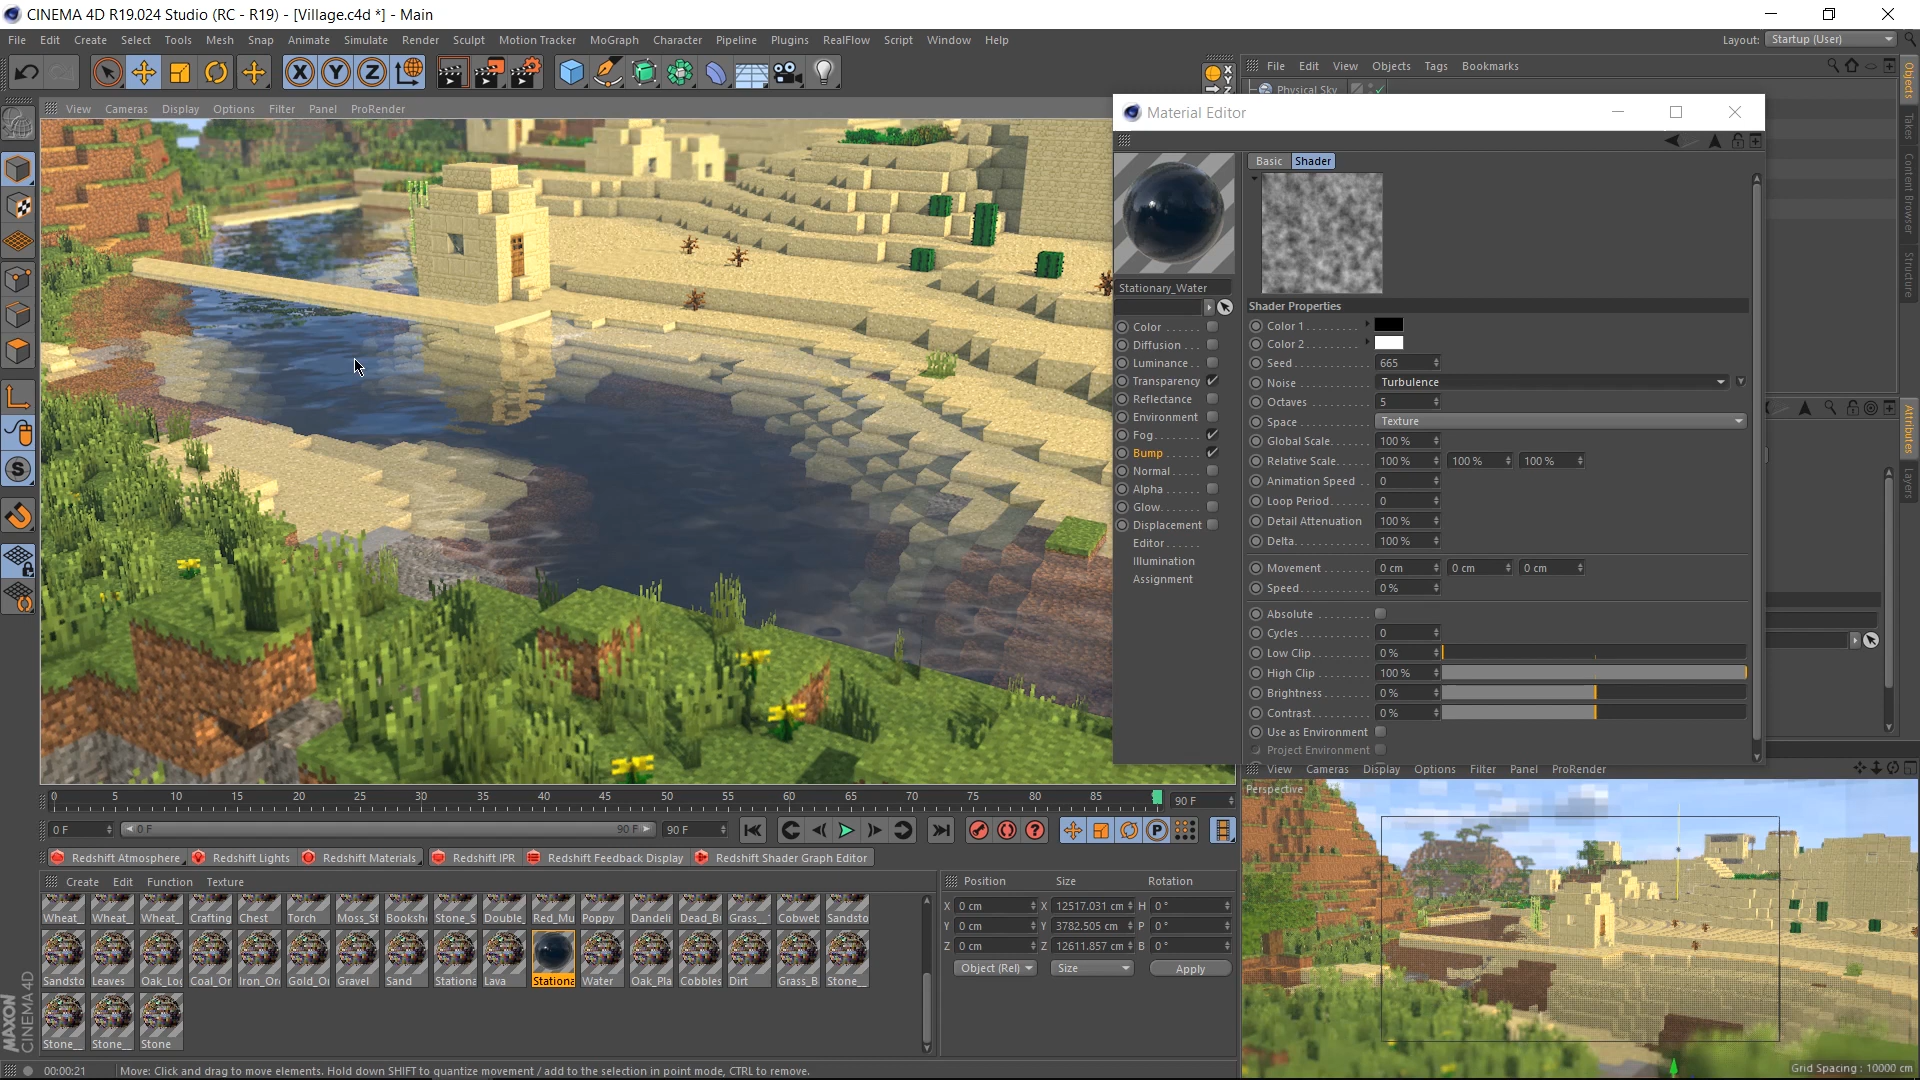 CINEMA 4D R19.024 Studio (RC - R19) - [Village.c4d *] - Main
File Edit Create Select Tools Mesh Snap Animate Simulate Render Sculpt Motion Tracker MoGraph Character Pipeline Plugins RealFlow Script Window Help
Layout: Startup (User)
File Edit View Objects Tags Bookmarks
Physical Sky
View Cameras Display Options Filter Panel ProRender
Material Editor
Basic Shader
Stationary_Water
Color
Diffusion
Luminance
Transparency
Reflectance
Environment
Fog
Bump
Normal
Alpha
Glow
Displacement
Editor
Illumination
Assignment
Shader Properties
Color 1
Color 2
Seed 665
Noise Turbulence
Octaves 5
Space Texture
Global Scale 100 %
Relative Scale 100 % 100 % 100 %
Animation Speed 0
Loop Period 0
Detail Attenuation 100 %
Delta 100 %
Movement 0 cm 0 cm 0 cm
Speed 0 %
Absolute
Cycles 0
Low Clip 0 %
High Clip 100 %
Brightness 0 %
Contrast 0 %
Use as Environment
Project Environment
Objects
Takes
Content Browser
Structure
Attributes
Layers
View Cameras Display Options Filter Panel ProRender
Perspective
Grid Spacing : 10000 cm
0 5 10 15 20 25 30 35 40 45 50 55 60 65 70 75 80 85 90 F
0 F 0 F 90 F 90 F
Redshift Atmosphere Redshift Lights Redshift Materials Redshift IPR Redshift Feedback Display Redshift Shader Graph Editor
Create Edit Function Texture
Wheat_ Wheat_ Wheat_ Crafting Chest Torch Moss_St Booksh Stone_S Double_ Red_Mu Poppy Dandeli Dead_B Grass_ Cobweb Sandsto
Sandsto Leaves Oak_Log Coal_Or Iron_Or Gold_O Gravel Sand Stationa Lava Stationa Water Oak_Pla Cobbles Dirt Grass_B Stone_
Stone_ Stone_ Stone
Position Size Rotation
X 0 cm X 12517.031 cm H 0 °
Y 0 cm Y 3782.505 cm P 0 °
Z 0 cm Z 12611.857 cm B 0 °
Object (Rel) Size Apply
MAXON
CINEMA 4D
00:00:21 Move: Click and drag to move elements. Hold down SHIFT to quantize movement / add to the selection in point mode, CTRL to remove.